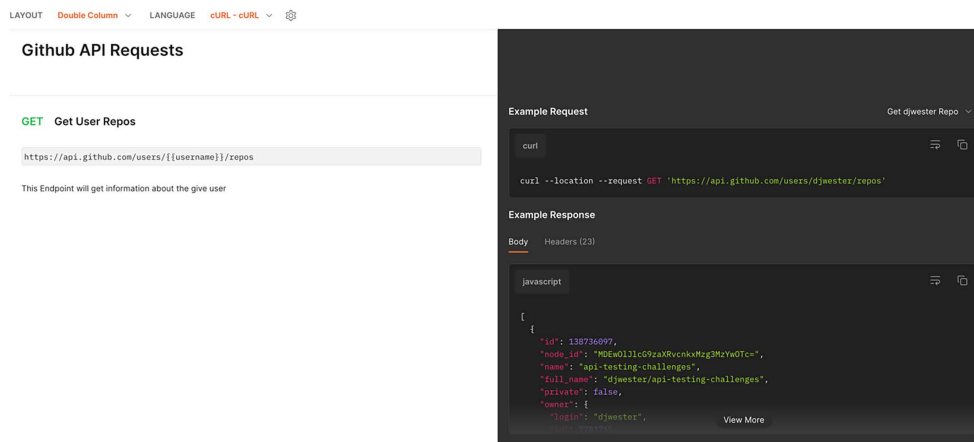 LAYOUT Double Column LANGUAGE cURL - cURL
Github API Requests
GET Get User Repos
https://api.github.com/users/{{username}}/repos
This Endpoint will get information about the give user
Example Request Get djwester Repo
curl
curl --location --request GET 'https://api.github.com/users/djwester/repos'
Example Response
Body Headers (23)
javascript
[
{
"id": 138736097,
"node_id": "MDEwOlJlcG9zaXRvcnkxMzg3MzYwOTc=",
"name": "api-testing-challenges",
"full_name": "djwester/api-testing-challenges",
"private": false,
"owner": {
"login": "djwester",
View More